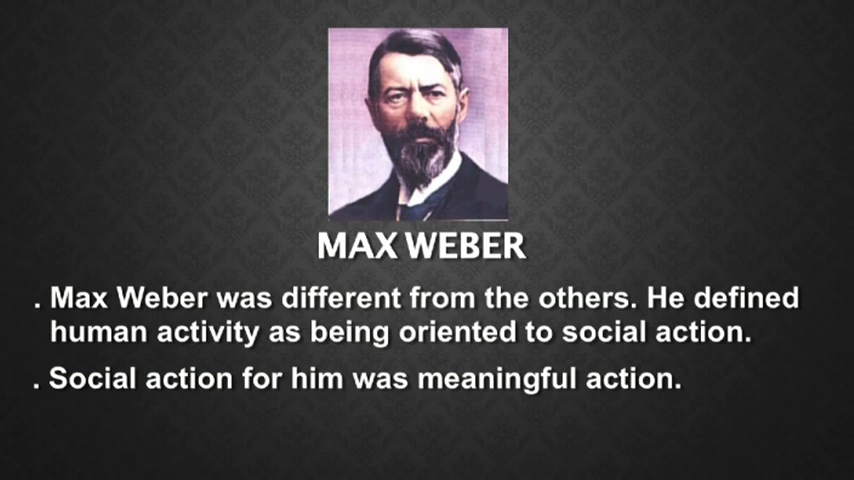 MAX WEBER
. Max Weber was different from the others. He defined
human activity as being oriented to social action.
. Social action for him was meaningful action.